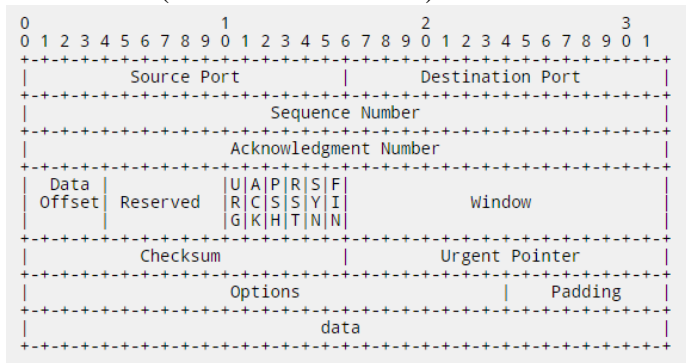 0                   1                   2                   3
0 1 2 3 4 5 6 7 8 9 0 1 2 3 4 5 6 7 8 9 0 1 2 3 4 5 6 7 8 9 0 1
+-+-+-+-+-+-+-+-+-+-+-+-+-+-+-+-+-+-+-+-+-+-+-+-+-+-+-+-+-+-+-+-+
|          Source Port          |       Destination Port        |
+-+-+-+-+-+-+-+-+-+-+-+-+-+-+-+-+-+-+-+-+-+-+-+-+-+-+-+-+-+-+-+-+
|                        Sequence Number                        |
+-+-+-+-+-+-+-+-+-+-+-+-+-+-+-+-+-+-+-+-+-+-+-+-+-+-+-+-+-+-+-+-+
|                    Acknowledgment Number                      |
+-+-+-+-+-+-+-+-+-+-+-+-+-+-+-+-+-+-+-+-+-+-+-+-+-+-+-+-+-+-+-+-+
|  Data |           |U|A|P|R|S|F|                               |
| Offset| Reserved  |R|C|S|S|Y|I|            Window             |
|       |           |G|K|H|T|N|N|                               |
+-+-+-+-+-+-+-+-+-+-+-+-+-+-+-+-+-+-+-+-+-+-+-+-+-+-+-+-+-+-+-+-+
|           Checksum            |         Urgent Pointer        |
+-+-+-+-+-+-+-+-+-+-+-+-+-+-+-+-+-+-+-+-+-+-+-+-+-+-+-+-+-+-+-+-+
|                    Options                    |    Padding    |
+-+-+-+-+-+-+-+-+-+-+-+-+-+-+-+-+-+-+-+-+-+-+-+-+-+-+-+-+-+-+-+-+
|                             data                              |
+-+-+-+-+-+-+-+-+-+-+-+-+-+-+-+-+-+-+-+-+-+-+-+-+-+-+-+-+-+-+-+-+